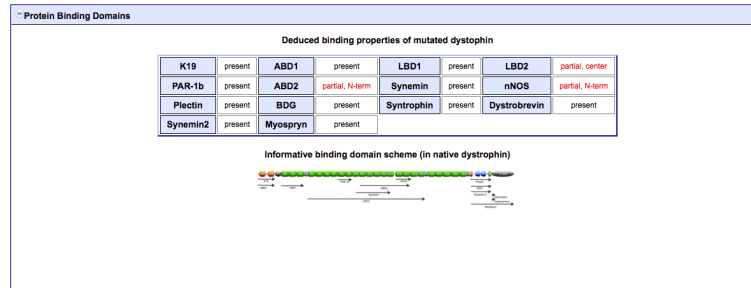 Protein Binding Domains
Deduced binding properties of mutated dystophin
K19 present ABD1 present LBD1 present LBD2 partial, center
PAR-1b present ABD2 partial, N-term Synemin present nNOS partial, N-term
Plectin present BDG present Syntrophin present Dystrobrevin present
Synemin2 present Myospryn present
Informative binding domain scheme (in native dystrophin)